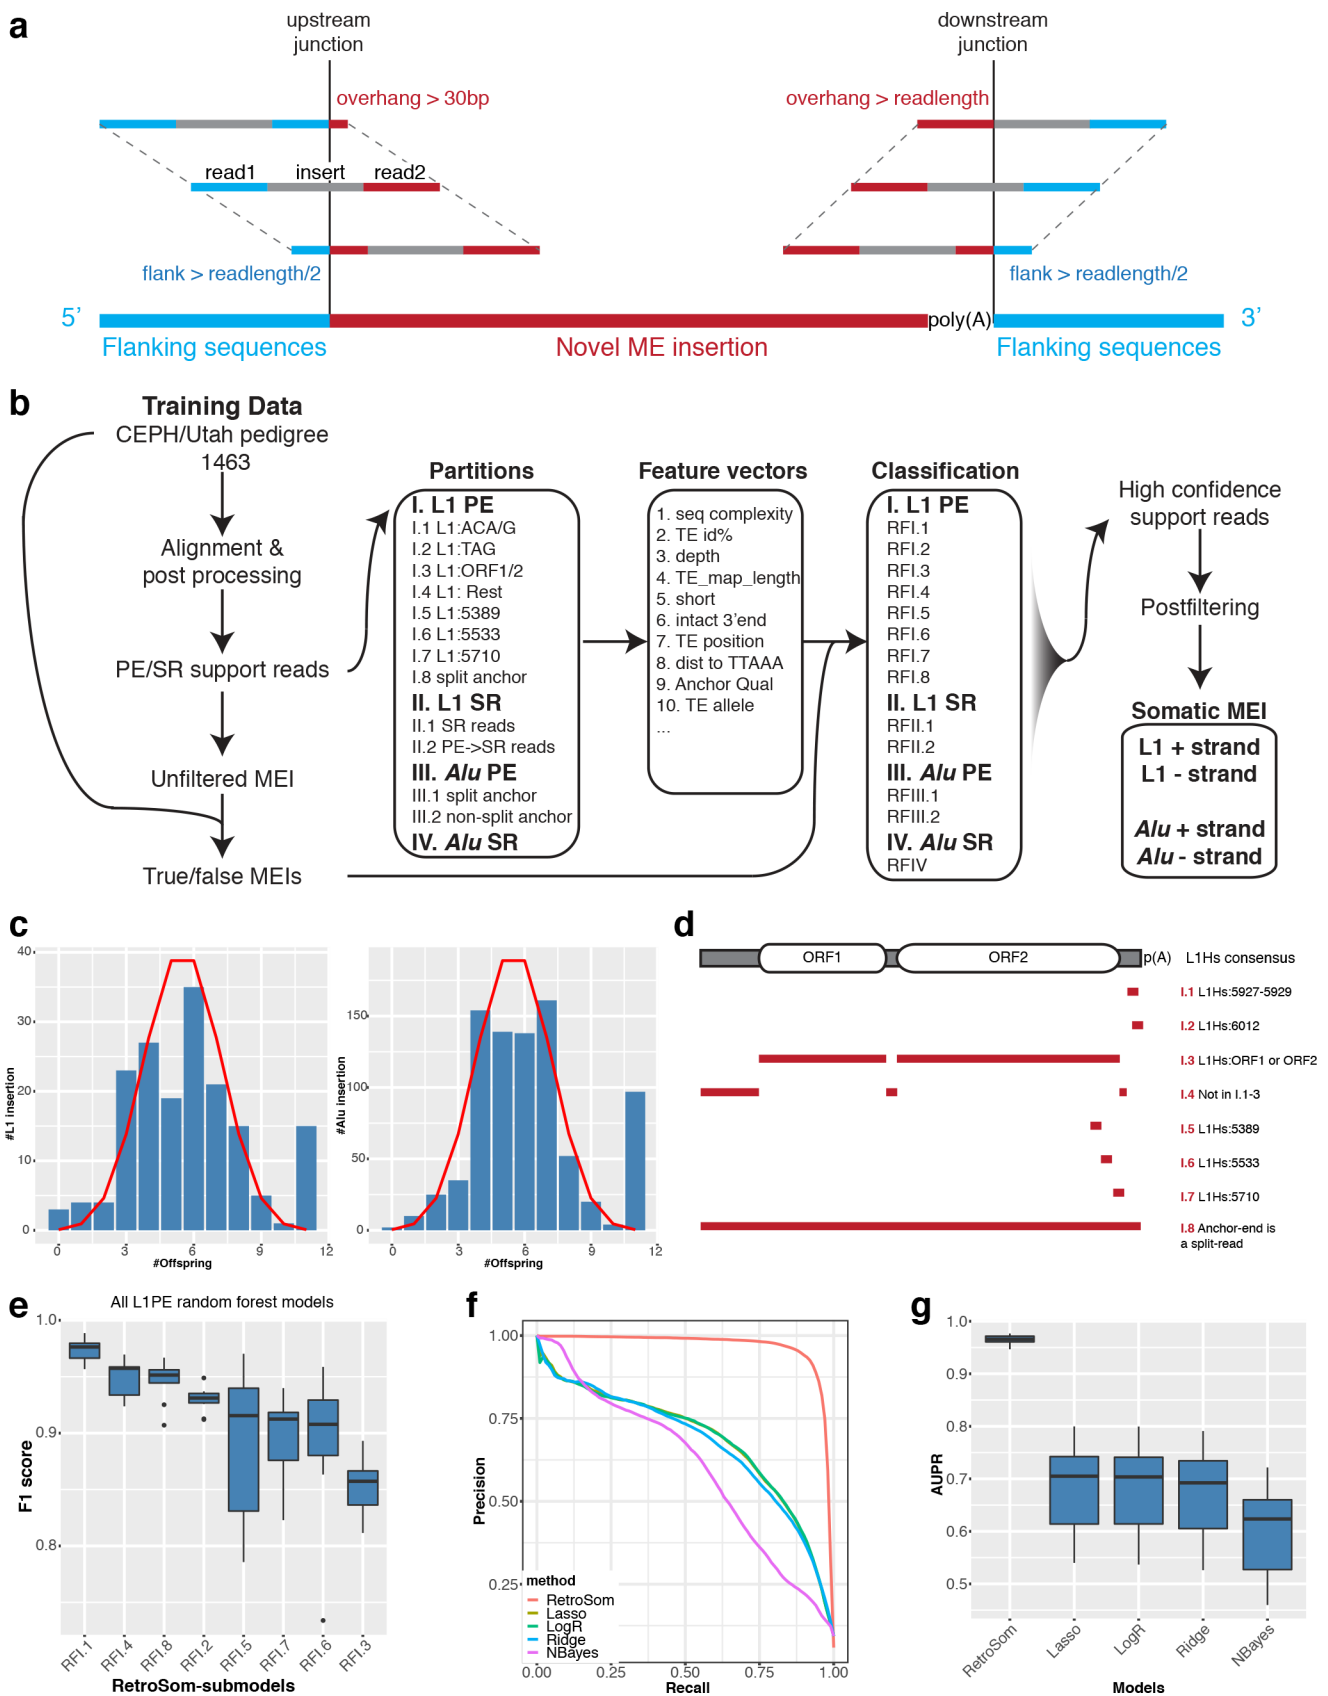 a
upstream
junction
downstream
junction
overhang > 30bp
overhang > readlength
read1
insert
read2
flank > readlength/2
flank > readlength/2
5’
poly(A)
3’
Flanking sequences
Novel ME insertion
Flanking sequences
b
Training Data
CEPH/Utah pedigree
1463
Alignment &
post processing
PE/SR support reads
Unfiltered MEI
True/false MEIs
Partitions
I. L1 PE
I.1 L1:ACA/G
I.2 L1:TAG
I.3 L1:ORF1/2
I.4 L1: Rest
I.5 L1:5389
I.6 L1:5533
I.7 L1:5710
I.8 split anchor
II. L1 SR
II.1 SR reads
II.2 PE->SR reads
III. Alu PE
III.1 split anchor
III.2 non-split anchor
IV. Alu SR
Feature vectors
1. seq complexity
2. TE id%
3. depth
4. TE_map_length
5. short
6. intact 3’end
7. TE position
8. dist to TTAAA
9. Anchor Qual
10. TE allele
...
Classification
I. L1 PE
RFI.1
RFI.2
RFI.3
RFI.4
RFI.5
RFI.6
RFI.7
RFI.8
II. L1 SR
RFII.1
RFII.2
III. Alu PE
RFIII.1
RFIII.2
IV. Alu SR
RFIV
High confidence
support reads
Postfiltering
Somatic MEI
L1 + strand
L1 - strand
Alu + strand
Alu - strand
c
#L1 insertion
40
30
20
10
0
0 3 6 9 12
#Offspring
#Alu insertion
150
100
50
0
0 3 6 9 12
#Offspring
d
ORF1
ORF2
p(A)
L1Hs consensus
I.1 L1Hs:5927-5929
I.2 L1Hs:6012
I.3 L1Hs:ORF1 or ORF2
I.4 Not in I.1-3
I.5 L1Hs:5389
I.6 L1Hs:5533
I.7 L1Hs:5710
I.8 Anchor-end is
a split-read
e
All L1PE random forest models
F1 score
1.0
0.9
0.8
RFI.1 RFI.4 RFI.8 RFI.2 RFI.5 RFI.7 RFI.6 RFI.3
RetroSom-submodels
f
Precision
1.00
0.75
0.50
0.25
method
RetroSom
Lasso
LogR
Ridge
NBayes
0.00 0.25 0.50 0.75 1.00
Recall
g
AUPR
1.0
0.9
0.8
0.7
0.6
0.5
RetroSom Lasso LogR Ridge NBayes
Models